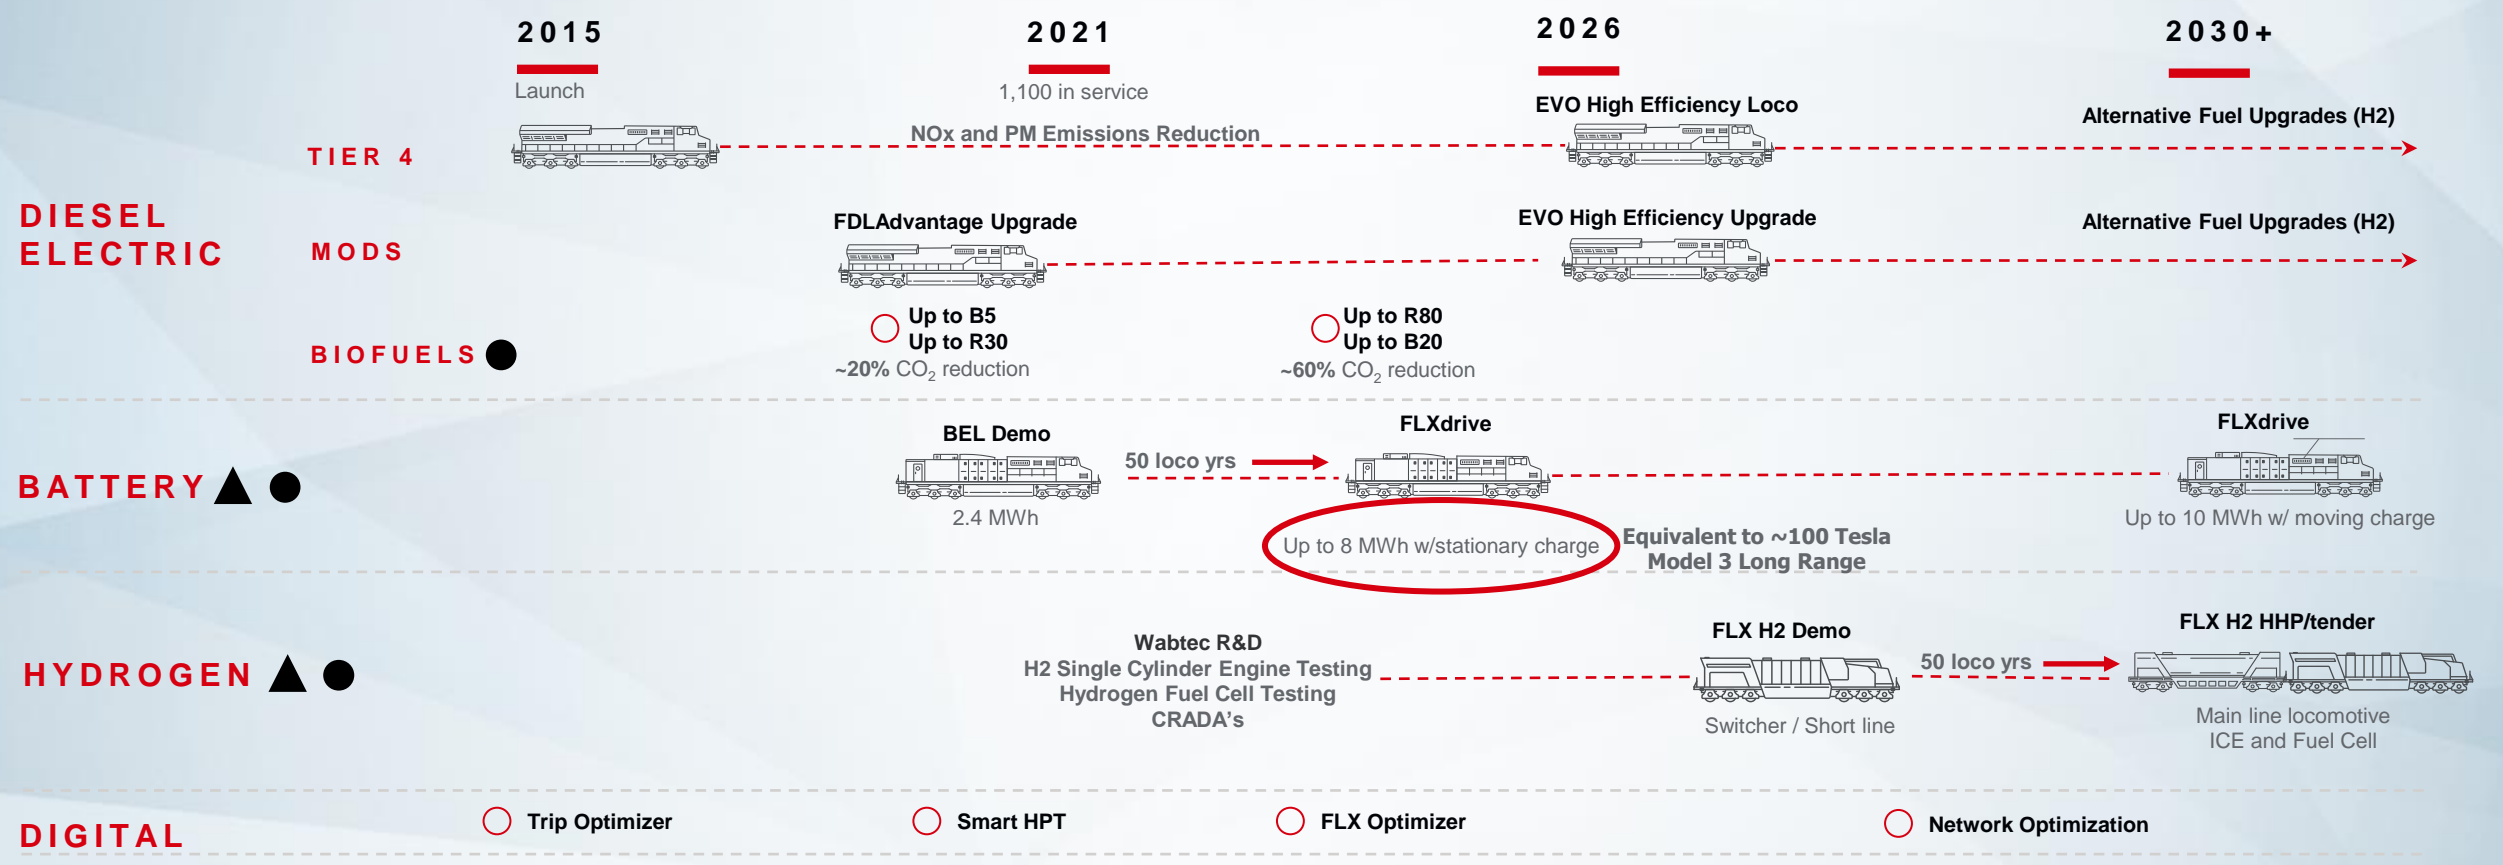 2015
2021
2026
2030+
Launch
1,100 in service
EVO High Efficiency Loco
Alternative Fuel Upgrades (H2)
NOx and PM Emissions Reduction
TIER 4
DIESEL
ELECTRIC
FDLAdvantage Upgrade
EVO High Efficiency Upgrade
Alternative Fuel Upgrades (H2)
MODS
BIOFUELS
Up to B5
Up to R30
~20% CO2 reduction
Up to R80
Up to B20
~60% CO2 reduction
BATTERY
BEL Demo
2.4 MWh
50 loco yrs
FLXdrive
Up to 8 MWh w/stationary charge
Equivalent to ~100 Tesla
Model 3 Long Range
FLXdrive
Up to 10 MWh w/ moving charge
HYDROGEN
Wabtec R&D
H2 Single Cylinder Engine Testing
Hydrogen Fuel Cell Testing
CRADA's
FLX H2 Demo
Switcher / Short line
50 loco yrs
FLX H2 HHP/tender
Main line locomotive
ICE and Fuel Cell
DIGITAL
Trip Optimizer
Smart HPT
FLX Optimizer
Network Optimization